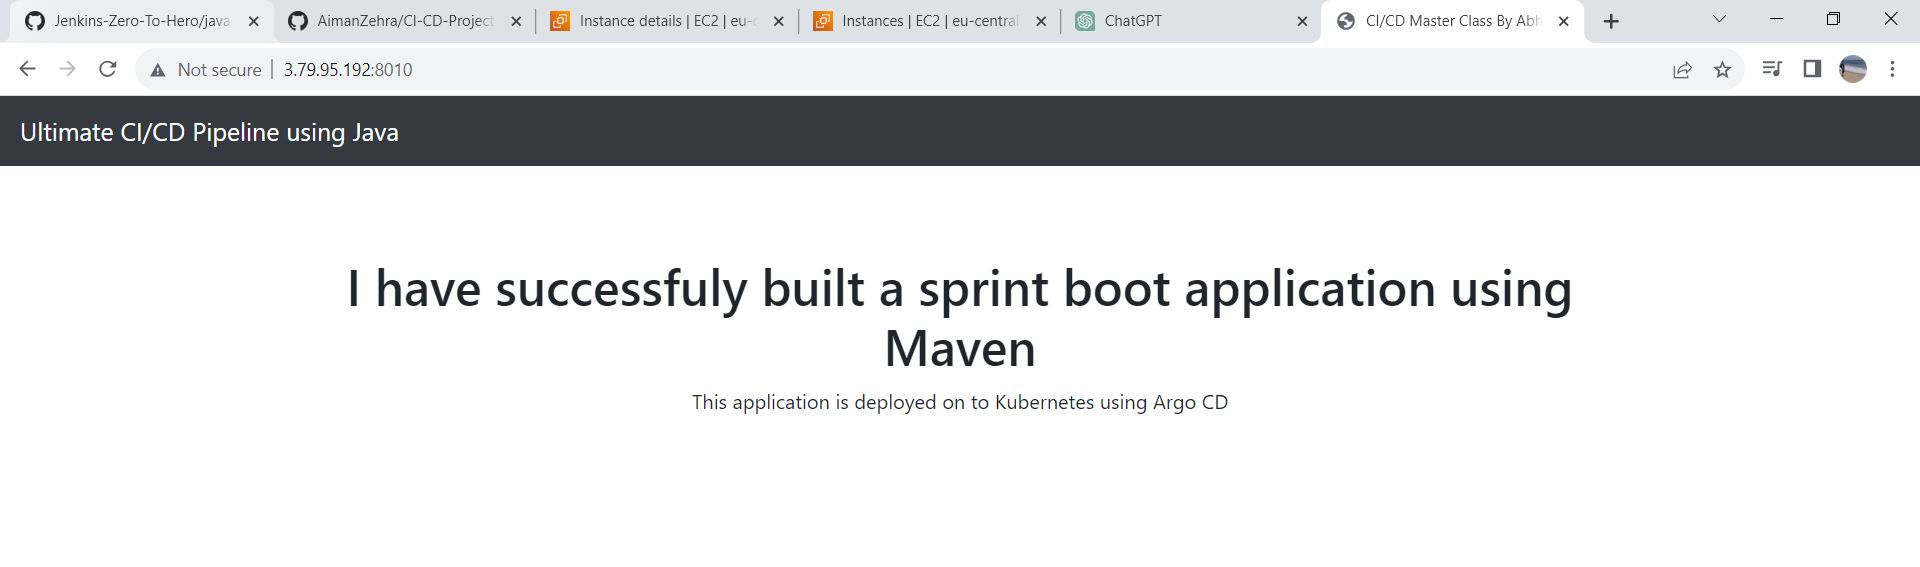 Jenkins-Zero-To-Hero/java
AimanZehra/CI-CD-Project
Instance details | EC2 | eu-c
Instances | EC2 | eu-central
ChatGPT
CI/CD Master Class By Abh
Not secure
3.79.95.192:8010
Ultimate CI/CD Pipeline using Java
I have successfuly built a sprint boot application using
Maven
This application is deployed on to Kubernetes using Argo CD